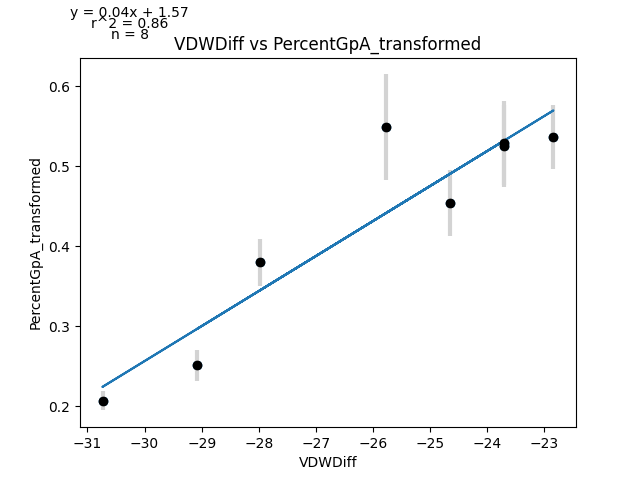 y = 0.04x + 1.57
r^2 = 0.86
n = 8
VDWDiff vs PercentGpA_transformed
PercentGpA_transformed
0.6
0.5
0.4
0.3
0.2
−31 −30 −29 −28 −27 −26 −25 −24 −23
VDWDiff